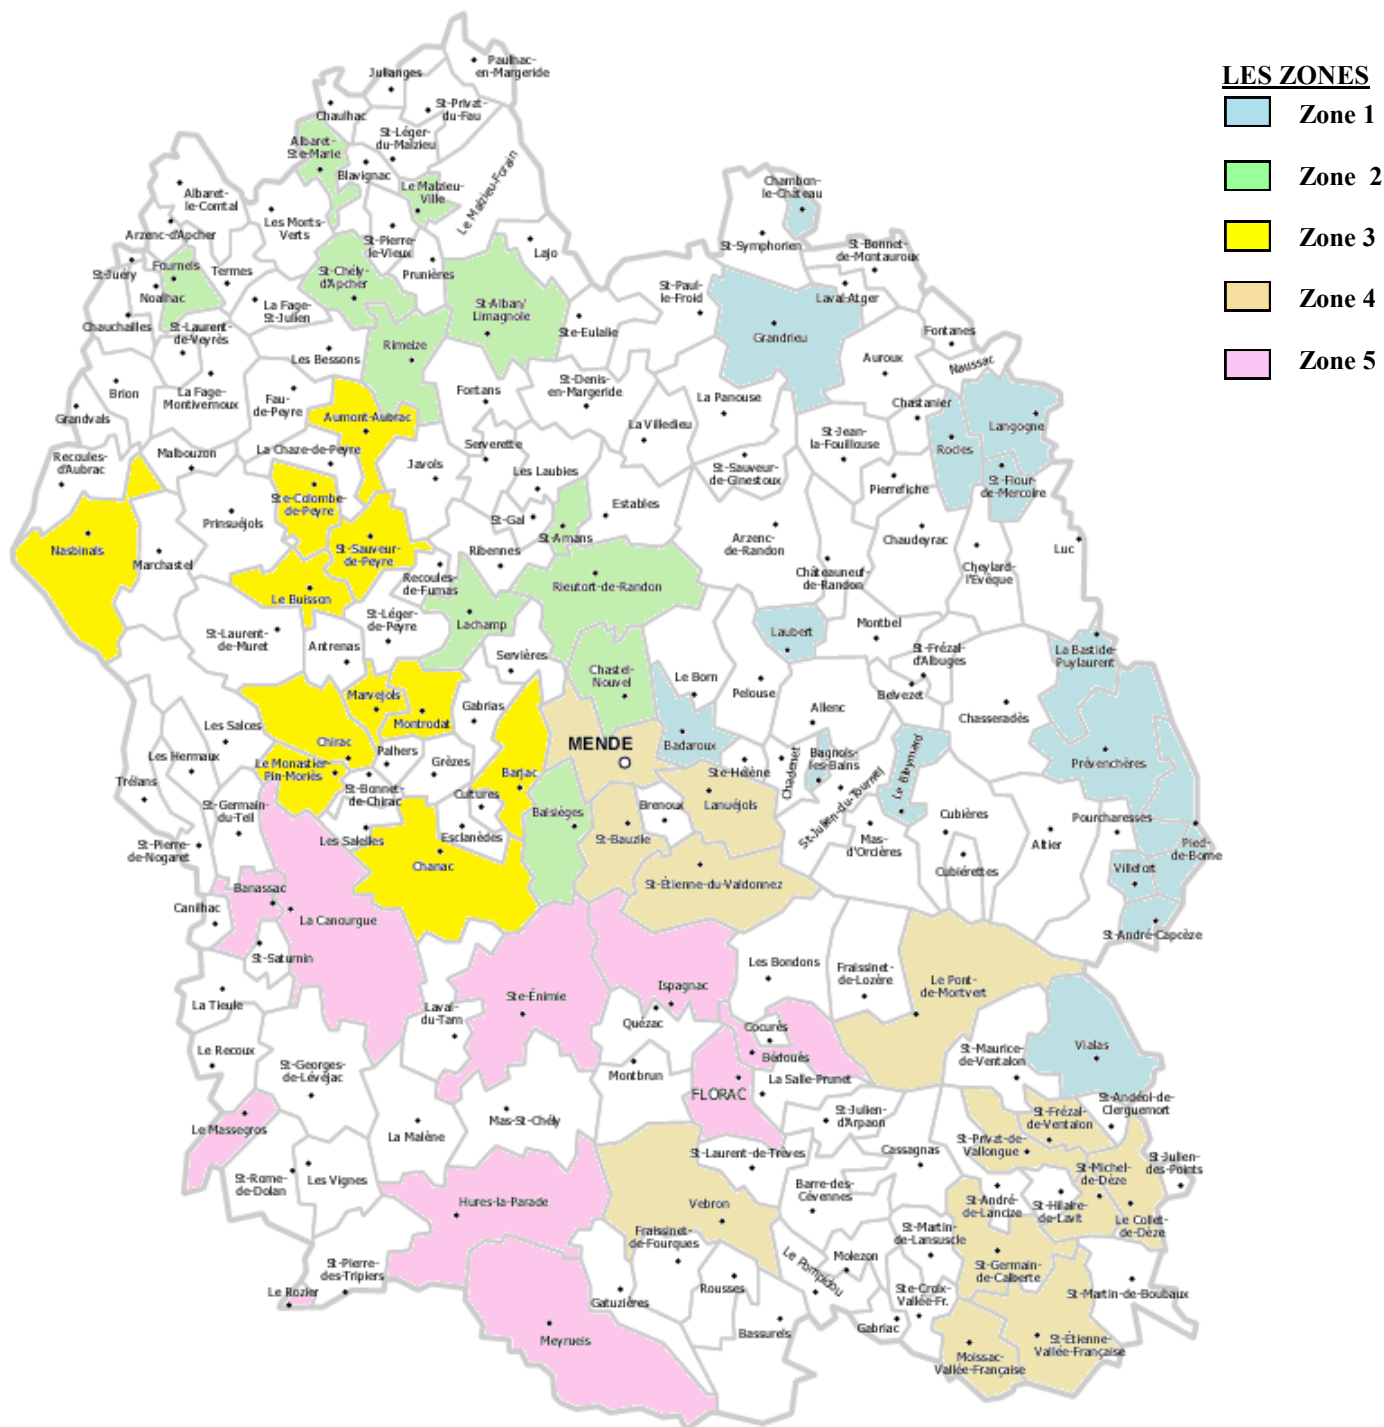 LES ZONES
Zone 1
Zone 2
Zone 3
Zone 4
Zone 5
Paulhac-
en-Margeride
Julianges
St-Privat-
du-Fau
Chaulhac
St-Léger-
du-Malzieu
Albaret-
Ste-Marie
Blavignac
Le Malzieu-
Ville
Le Malzieu-Forain
Albaret-
le-Comtal
Les Monts-
Verts
Arzenc-d'Apcher
St-Pierre-
le-Vieux
Lajo
Prunières
St-Juéry
Fournels
Termes
Noalhac
St-Chély-
d'Apcher
La Fage-
St-Julien
Chauchailles
St-Laurent-
de-Veyrès
St-Alban/
Limagnole
Ste-Eulalie
Les Bessons
Rimeize
Brion
La Fage-
Montivernoux
Fau-
de-Peyre
Fontans
St-Denis-
en-Margeride
Grandvals
Aumont-Aubrac
La Villedieu
Recoules-
d'Aubrac
Malbouzon
La Chaze-de-Peyre
Javols
Serverette
Les Laubies
Ste-Colombe-
de-Peyre
Estables
Prinsuéjols
St-Gal
St-Amans
Nasbinals
Marchastel
St-Sauveur-
de-Peyre
Ribennes
Recoules-
de-Fumas
Rieutort-de-Randon
Le Buisson
Lachamp
St-Léger-
de-Peyre
St-Laurent-
de-Muret
Antrenas
Servières
Chastel-
Nouvel
Chambon-
le-Château
St-Symphorien
St-Bonnet-
de-Montauroux
St-Paul-
le-Froid
Laval-Atger
Grandrieu
Fontanes
Auroux
Naussac
La Panouse
Chastanier
Langogne
St-Jean-
la-Fouillouse
Rocles
St-Sauveur-
de-Ginestoux
Pierrefiche
St-Flour-
de-Mercoire
Arzenc-
de-Randon
Chaudeyrac
Luc
Châteauneuf-
de-Randon
Cheylard-
l'Evêque
Laubert
Montbel
St-Frézal-
d'Albuges
La Bastide-
Puylaurent
Le Born
Pelouse
Belvezet
Allenc
Chasseradès
Marvejols
Montrodat
Gabrias
Les Salces
Chirac
Palhers
Grèzes
MENDE
Badaroux
Les Hermaux
Le Monastier-
Pin-Moriès
Barjac
Ste-Hélène
Chadenet
Bagnols-
les-Bains
Le Bleymard
Prévenchères
Trélans
St-Bonnet-
de-Chirac
Cultures
St-Germain-
du-Teil
Balsièges
Brenoux
Lanuéjols
St-Julien-du-Tournel
Cubières
Pourcharesses
Les Salelles
Esclanèdes
St-Bauzile
Mas-
d'Orcières
Altier
Pied-
de-Borne
St-Pierre-
de-Nogaret
Chanac
Cubiérettes
Villefort
Banassac
St-Étienne-du-Valdonnez
Canilhac
La Canourgue
St-André-Capcèze
St-Saturnin
Les Bondons
Fraissinet-
de-Lozère
Le Pont-
de-Montvert
La Tieule
Ste-Énimie
Ispagnac
Laval-
du-Tarn
Quézac
Cocurès
Le Recoux
St-Georges-
de-Lévéjac
Montbrun
Bédouès
St-Maurice-
de-Ventalon
Vialas
La Salle-Prunet
FLORAC
Le Massegros
La Malène
Mas-St-Chély
St-Julien-
d'Arpaon
St-Andéol-de-
Clerguemort
St-Frézal-
de-Ventalon
St-Privat-de-
Vallongue
St-Laurent-de-Trèves
Cassagnas
St-Julien-
des-Points
St-Rome-
de-Dolan
Les Vignes
St-Michel-
de-Dèze
Barre-des-
Cévennes
Hures-la-Parade
Vebron
St-André-
de-Lancize
St-Hilaire-
de-Lavit
Le Collet-
de-Dèze
St-Martin-
de-Lansuscle
Fraissinet-
de-Fourques
Le Pompidou
Molezon
St-Germain-
de-Calberte
St-Pierre-
des-Tripiers
Le Rozier
Gatuzières
Rousses
Ste-Croix-
Vallée-Fr.
St-Martin-de-Boubaux
Meyrueis
Bassurels
Gabriac
St-Étienne-
Vallée-Française
Moissac-
Vallée-Française